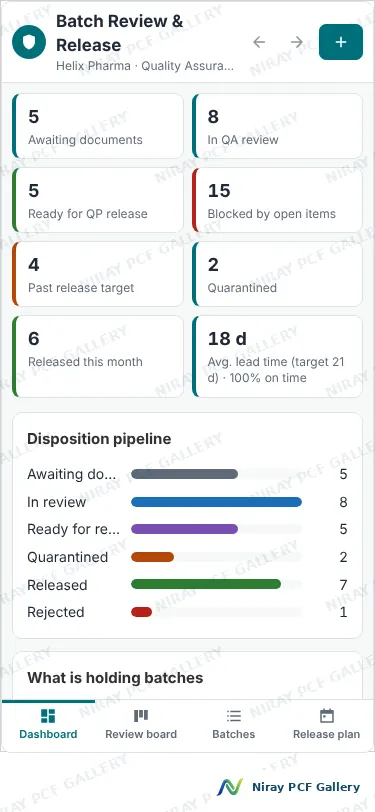 Batch Review &
Release
Helix Pharma · Quality Assura...
5
Awaiting documents
8
In QA review
5
Ready for QP release
15
Blocked by open items
4
Past release target
2
Quarantined
6
Released this month
18 d
Avg. lead time (target 21
d) · 100% on time
Disposition pipeline
Awaiting do... 5
In review 8
Ready for re... 5
Quarantined 2
Released 7
Rejected 1
What is holding batches
Dashboard Review board Batches Release plan
Niray PCF Gallery
NIRAY PCF GALLERY